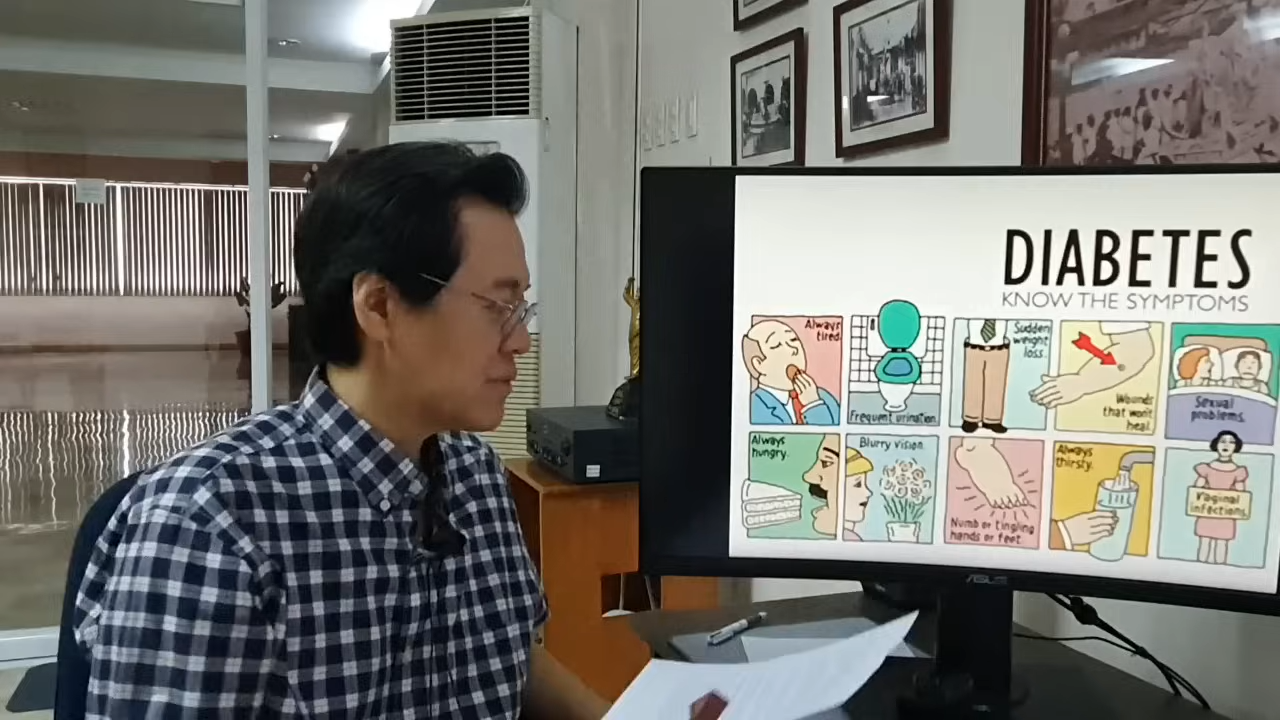 DIABETES
KNOW THE SYMPTOMS
Always
tired.
Frequent urination.
Sudden
weight
loss.
Wounds
that won't
heal.
Sexual
problems.
Always
hungry.
Blurry vision.
Numb or tingling
hands or feet.
Always
thirsty.
Vaginal
infections.
ASUS